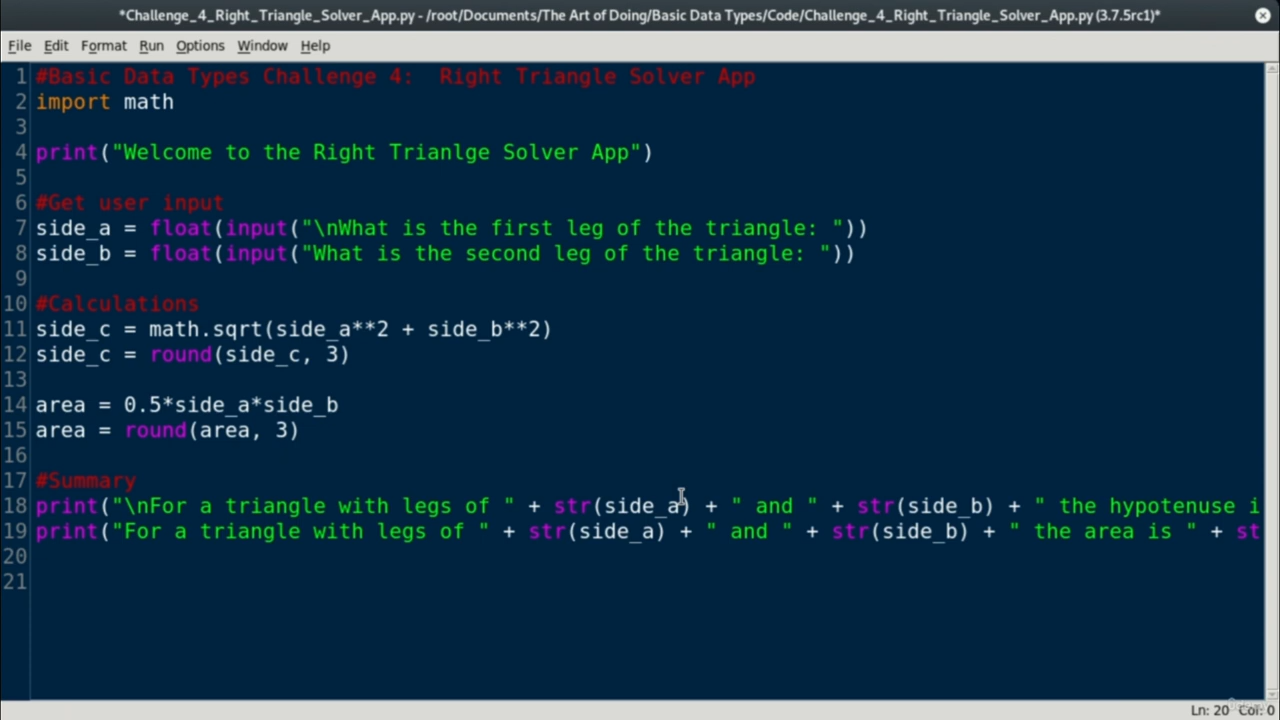 *Challenge_4_Right_Triangle_Solver_App.py - /root/Documents/The Art of Doing/Basic Data Types/Code/Challenge_4_Right_Triangle_Solver_App.py (3.7.5rc1)*
File Edit Format Run Options Window Help
1 #Basic Data Types Challenge 4:  Right Triangle Solver App
2 import math
3
4 print("Welcome to the Right Trianlge Solver App")
5
6 #Get user input
7 side_a = float(input("\nWhat is the first leg of the triangle: "))
8 side_b = float(input("What is the second leg of the triangle: "))
9
10 #Calculations
11 side_c = math.sqrt(side_a**2 + side_b**2)
12 side_c = round(side_c, 3)
13
14 area = 0.5*side_a*side_b
15 area = round(area, 3)
16
17 #Summary
18 print("\nFor a triangle with legs of " + str(side_a) + " and " + str(side_b) + " the hypotenuse i
19 print("For a triangle with legs of " + str(side_a) + " and " + str(side_b) + " the area is " + st
20
21
Ln: 20 Col: 0